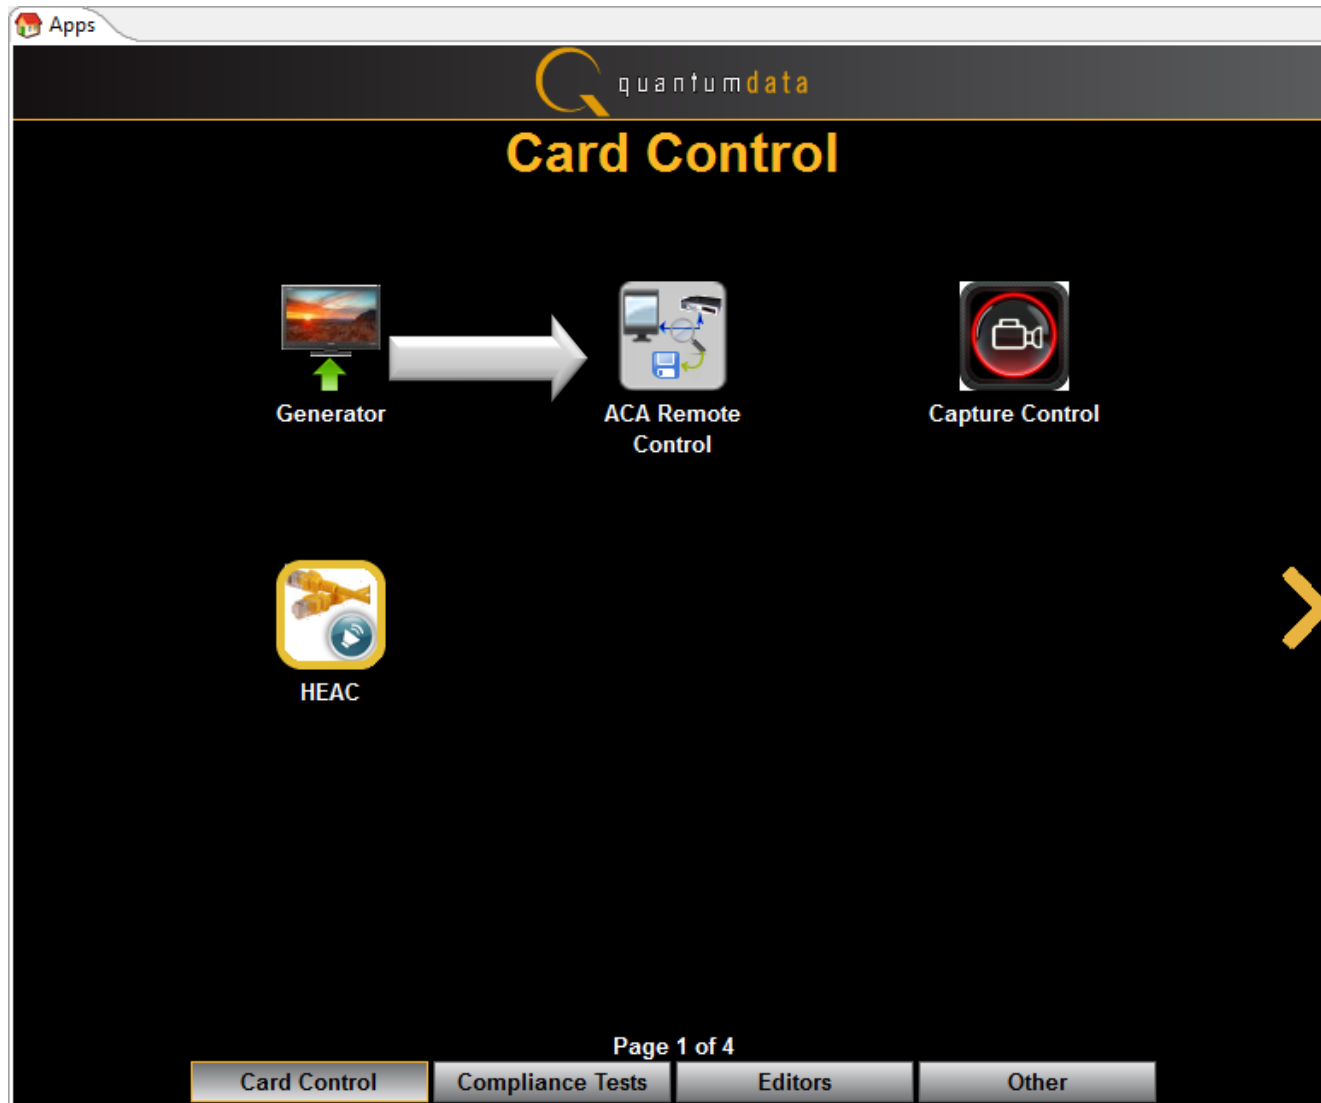 Apps
quantumdata
Card Control
Generator
ACA Remote
Control
Capture Control
HEAC
Page 1 of 4
Card Control
Compliance Tests
Editors
Other